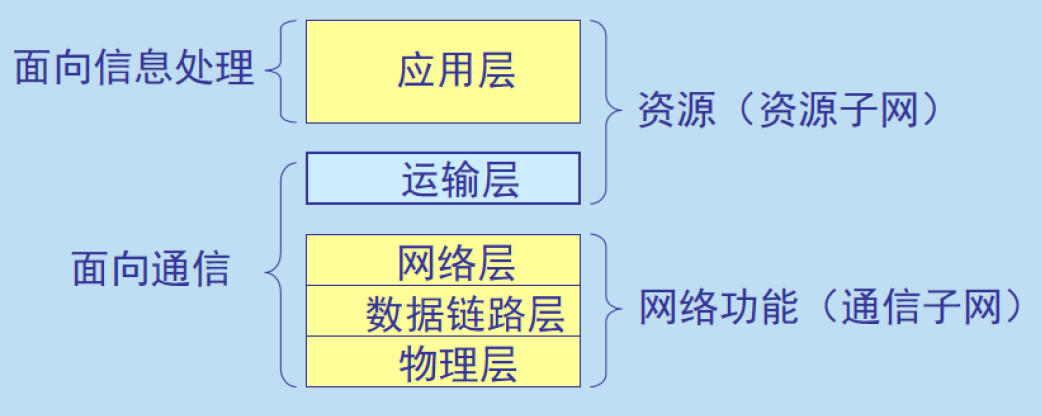 面向信息处理
应用层
资源（资源子网）
运输层
面向通信
网络层
数据链路层
网络功能（通信子网）
物理层